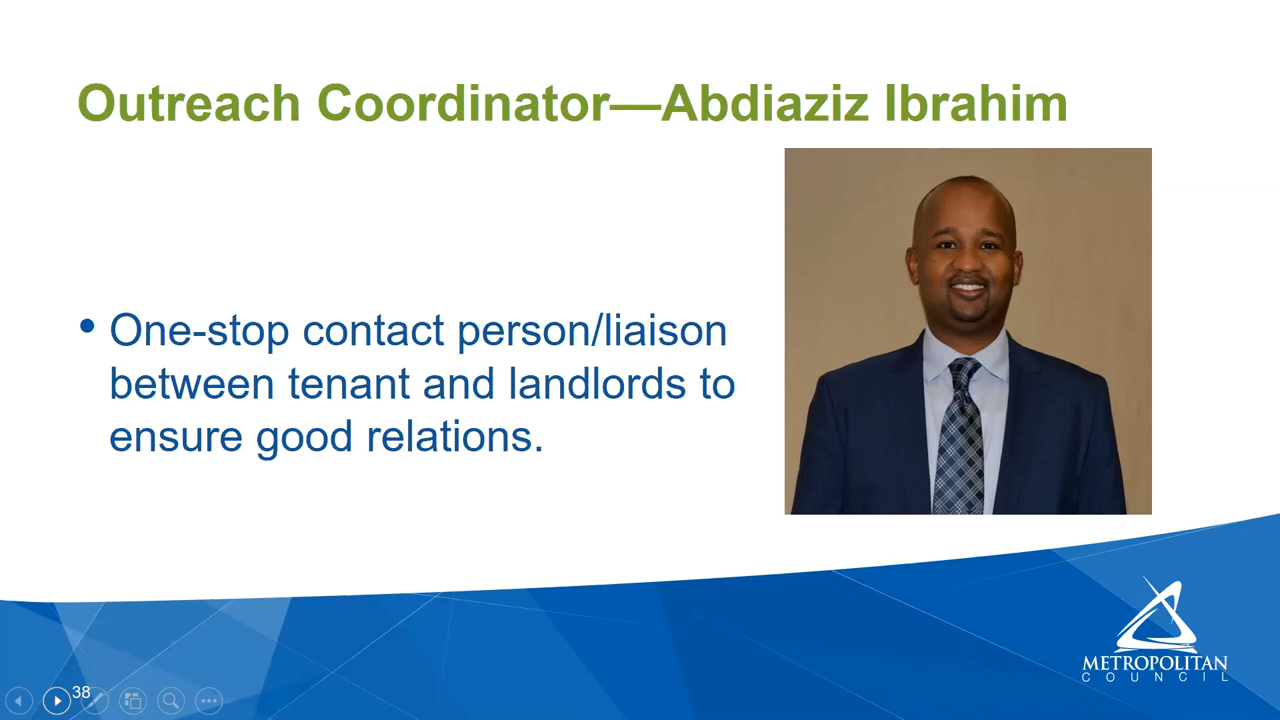 Outreach Coordinator—Abdiaziz Ibrahim
• One-stop contact person/liaison
between tenant and landlords to
ensure good relations.
METROPOLITAN
COUNCIL
38